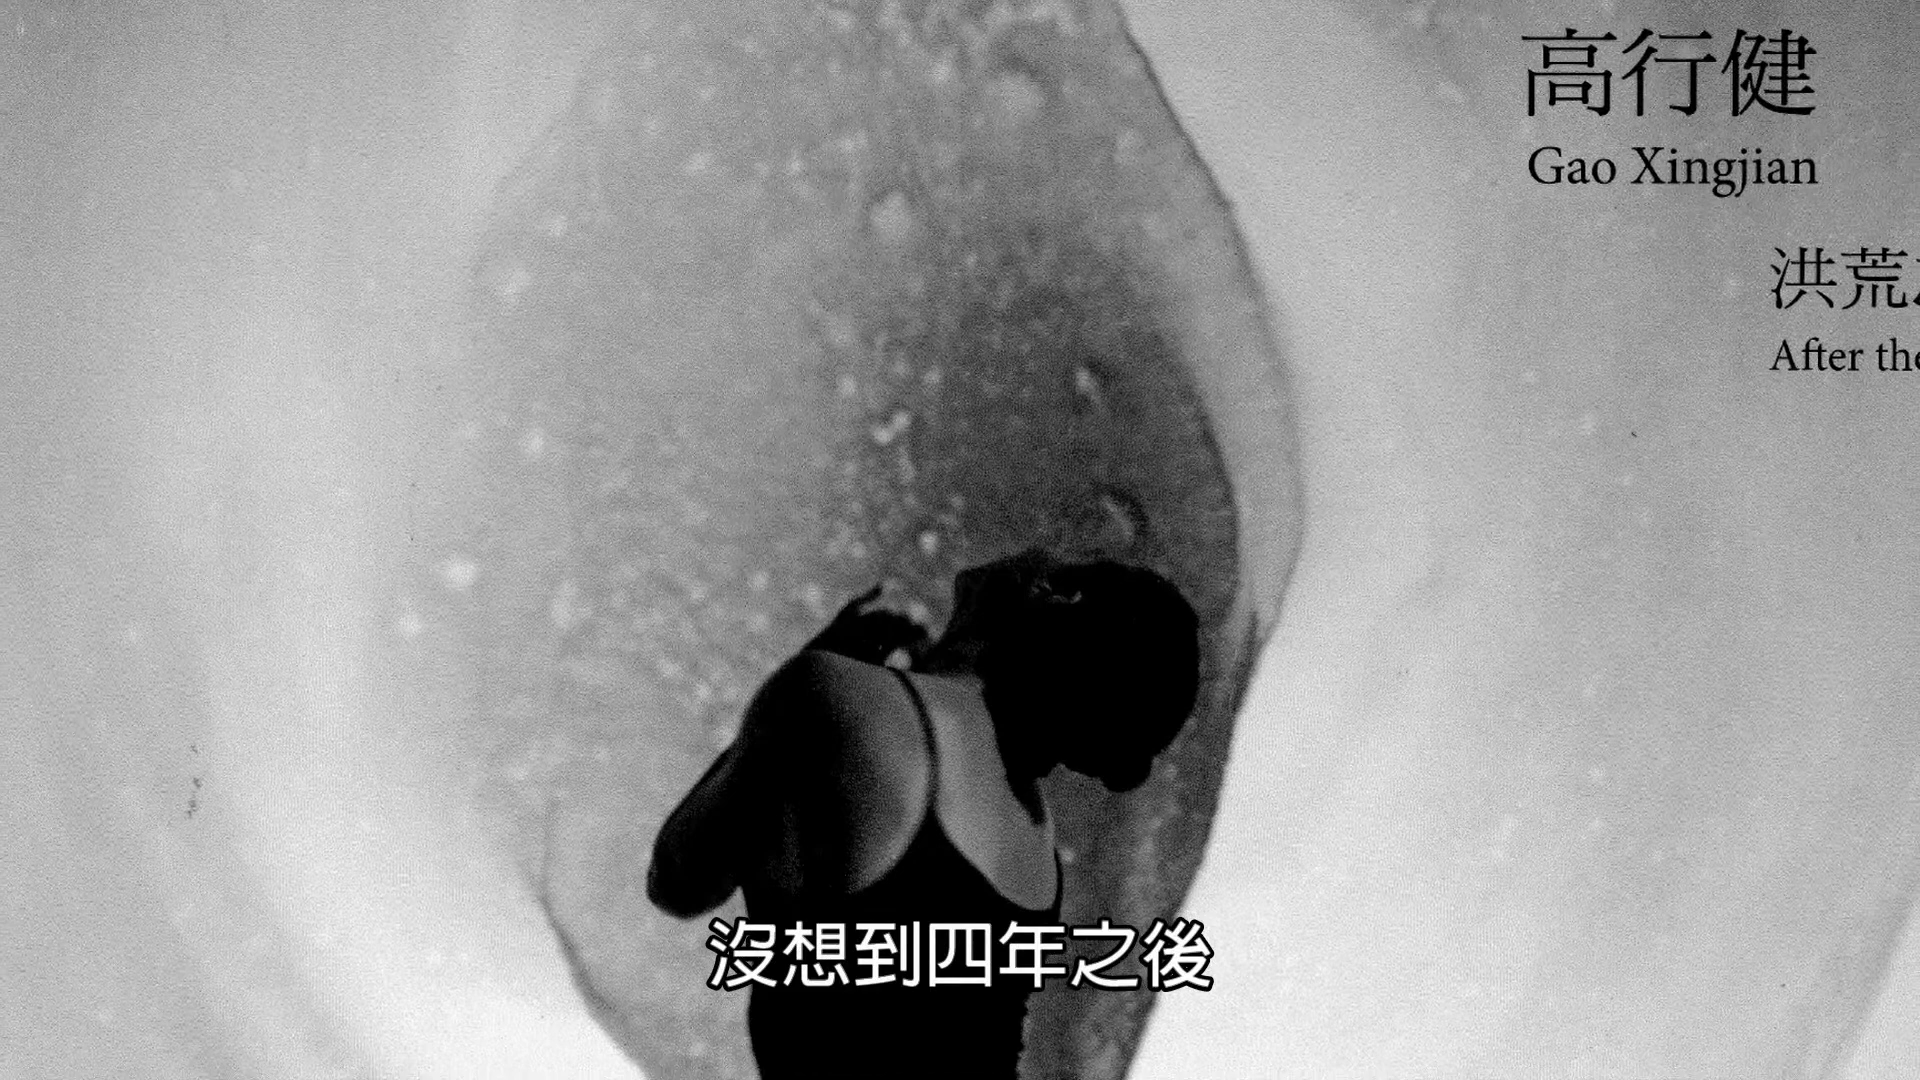 高行健
Gao Xingjian
洪荒
After the
沒想到四年之後